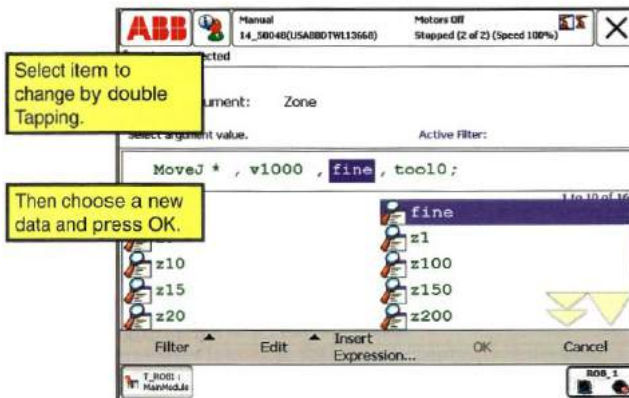 ABB
Manual
14_50048(USABBDTWL13668)
Motors Off
Stopped (2 of 2) (Speed 100%)
Select item to
change by double
Tapping.
Zone
Select argument value.
Active Filter:
MoveJ * , v1000 , fine , tool0;
Then choose a new
data and press OK.
1 to 10 of 16
fine
z1
z10
z100
z15
z150
z20
z200
Filter
Edit
Insert
Expression...
OK
Cancel
T_ROB1 :
MainModule
ROB_1